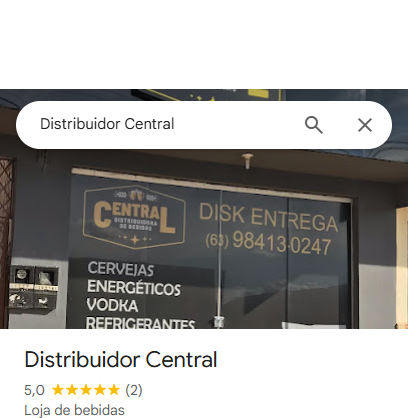 Distribuidor Central
CENTRAL
DISTRIBUIDORA
DE BEBIDAS
DISK ENTREGA
(63) 98413-0247
CERVEJAS
ENERGÉTICOS
VODKA
REFRIGERANTES
Distribuidor Central
5,0 ★★★★★ (2)
Loja de bebidas